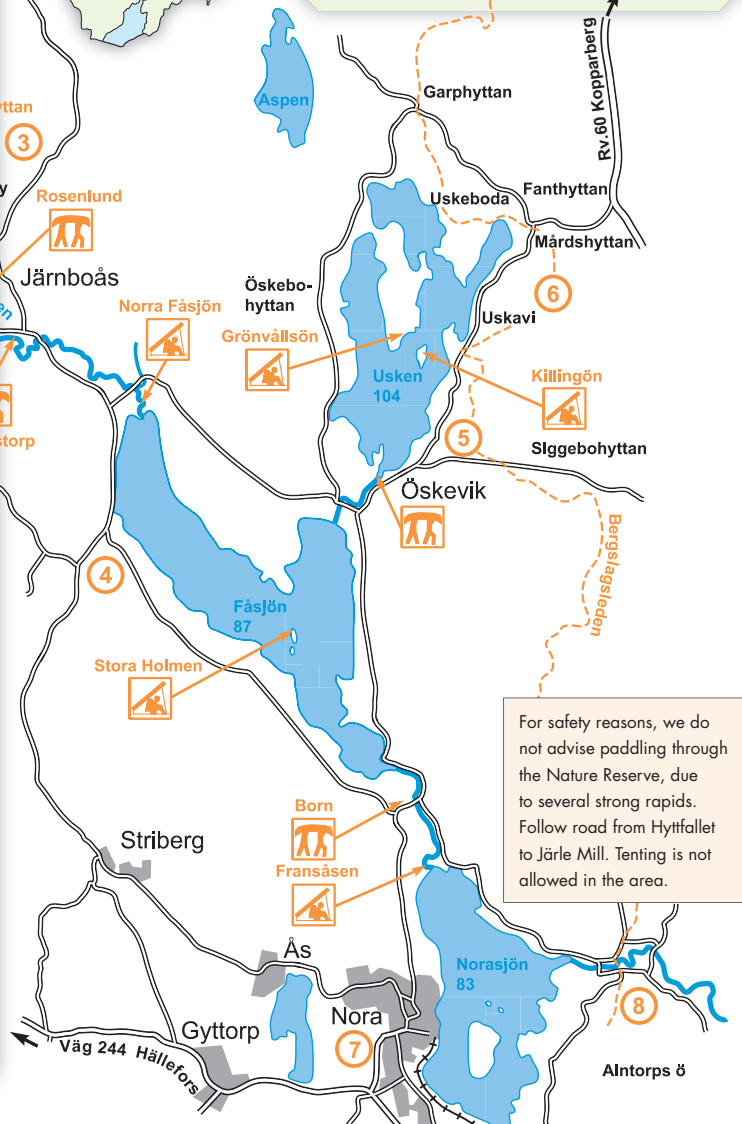 Aspen
Garphyttan
Rv.60 Kopparberg
yttan
3
y
Rosenlund
Uskeboda
Fanthyttan
Mårdshyttan
Järnboås
6
Öskebo-
hyttan
Norra Fåsjön
en
Uskavi
Grönvållsön
Usken
104
Killingön
storp
5
SIggebohyttan
Öskevik
Bergslagsleden
4
Fåsjön
87
Stora Holmen
For safety reasons, we do
not advise paddling through
the Nature Reserve, due
to several strong rapids.
Follow road from Hyttfallet
to Järle Mill. Tenting is not
allowed in the area.
Born
Striberg
Fransåsen
Ås
Norasjön
83
8
Nora
7
Gyttorp
Väg 244 Hällefors
Alntorps ö